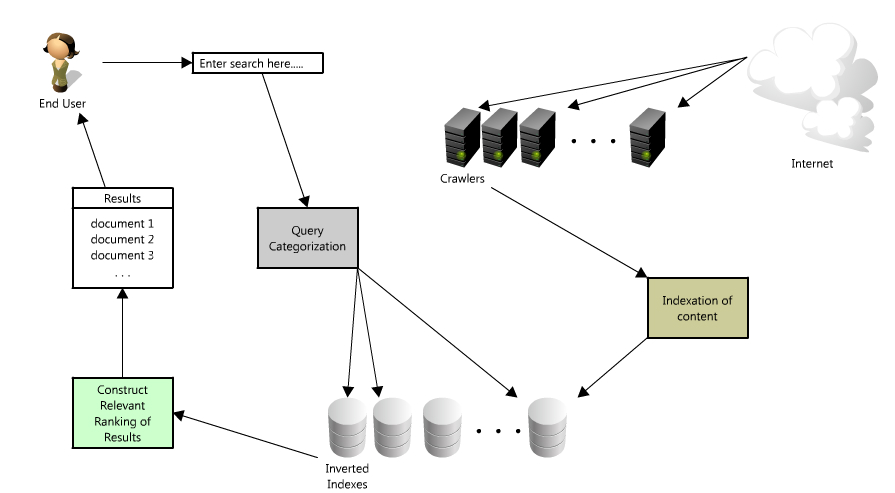 Enter search here.....
End User
Internet
Crawlers
Results
document 1
document 2
document 3
. . .
Query
Categorization
Indexation of
content
Construct
Relevant
Ranking of
Results
Inverted
Indexes